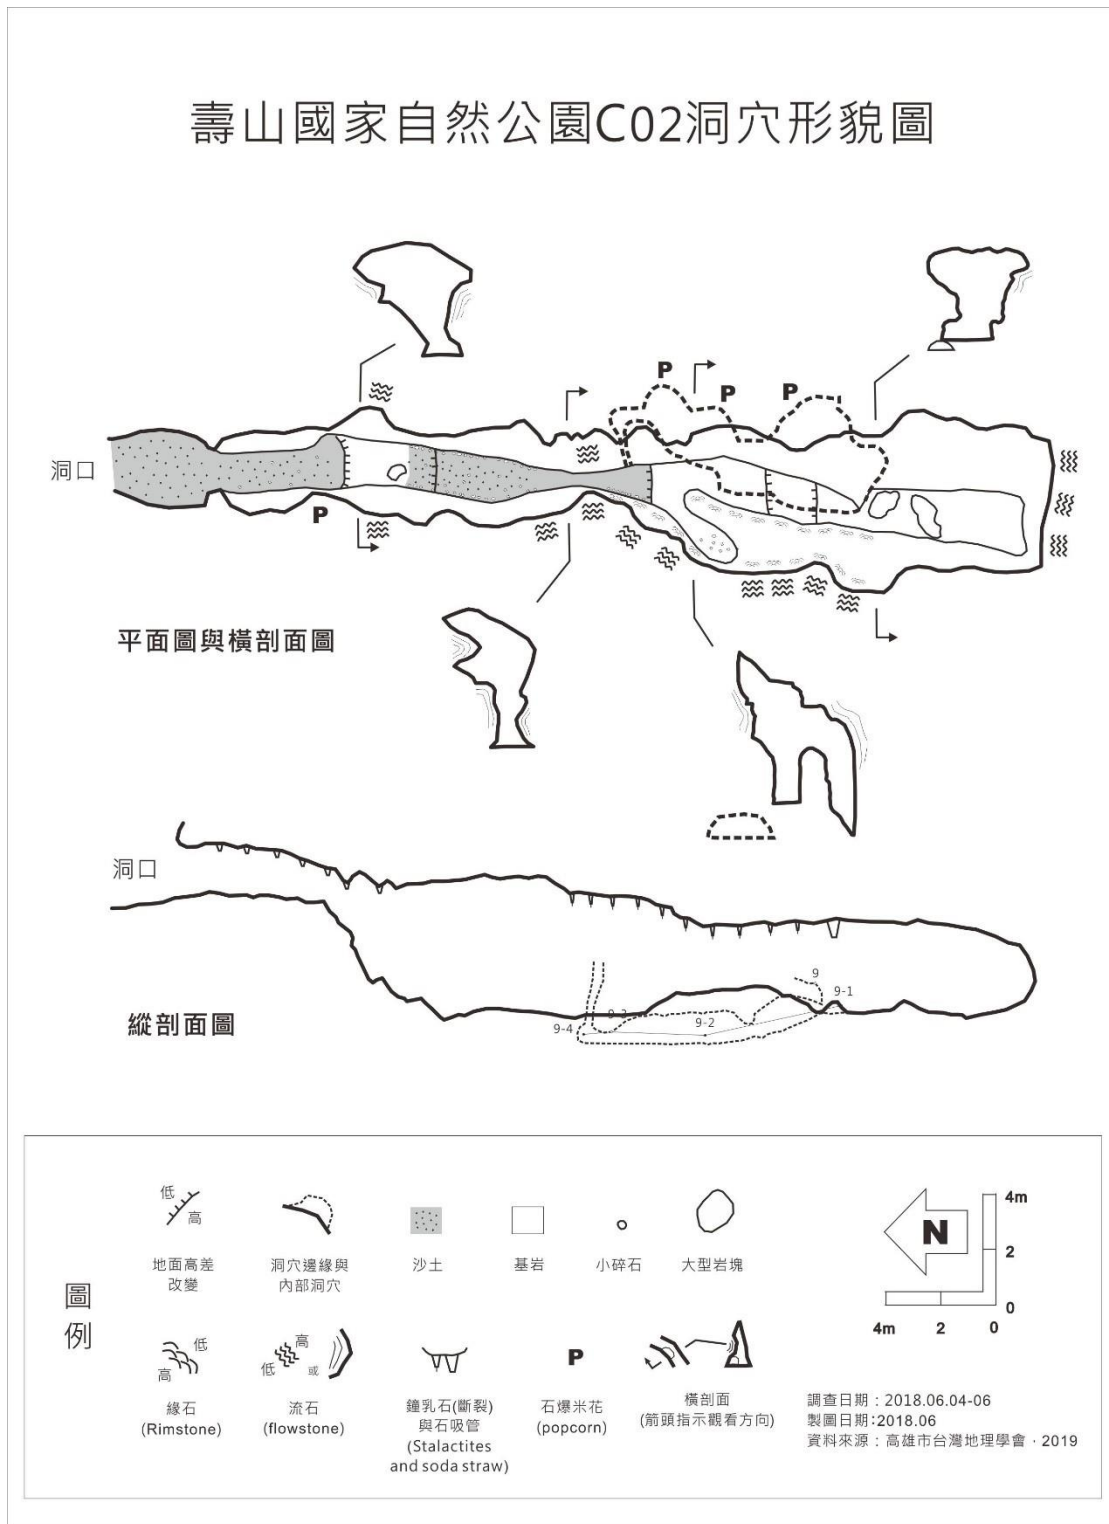 壽山國家自然公園C02洞穴形貌圖
P
P
P
洞口
P
平面圖與橫剖面圖
洞口
9
9-1
9-2
9-3
9-4
縱剖面圖
圖例
低
高
地面高差
改變
洞穴邊緣與
內部洞穴
沙土
基岩
小碎石
大型岩塊
N
4m
2
0
4m
2
0
高
低
緣石
(Rimstone)
低
高
或
流石
(flowstone)
鐘乳石(斷裂)
與石吸管
(Stalactites
and soda straw)
P
石爆米花
(popcorn)
橫剖面
(箭頭指示觀看方向)
調查日期：2018.06.04-06
製圖日期:2018.06
資料來源：高雄市台灣地理學會，2019